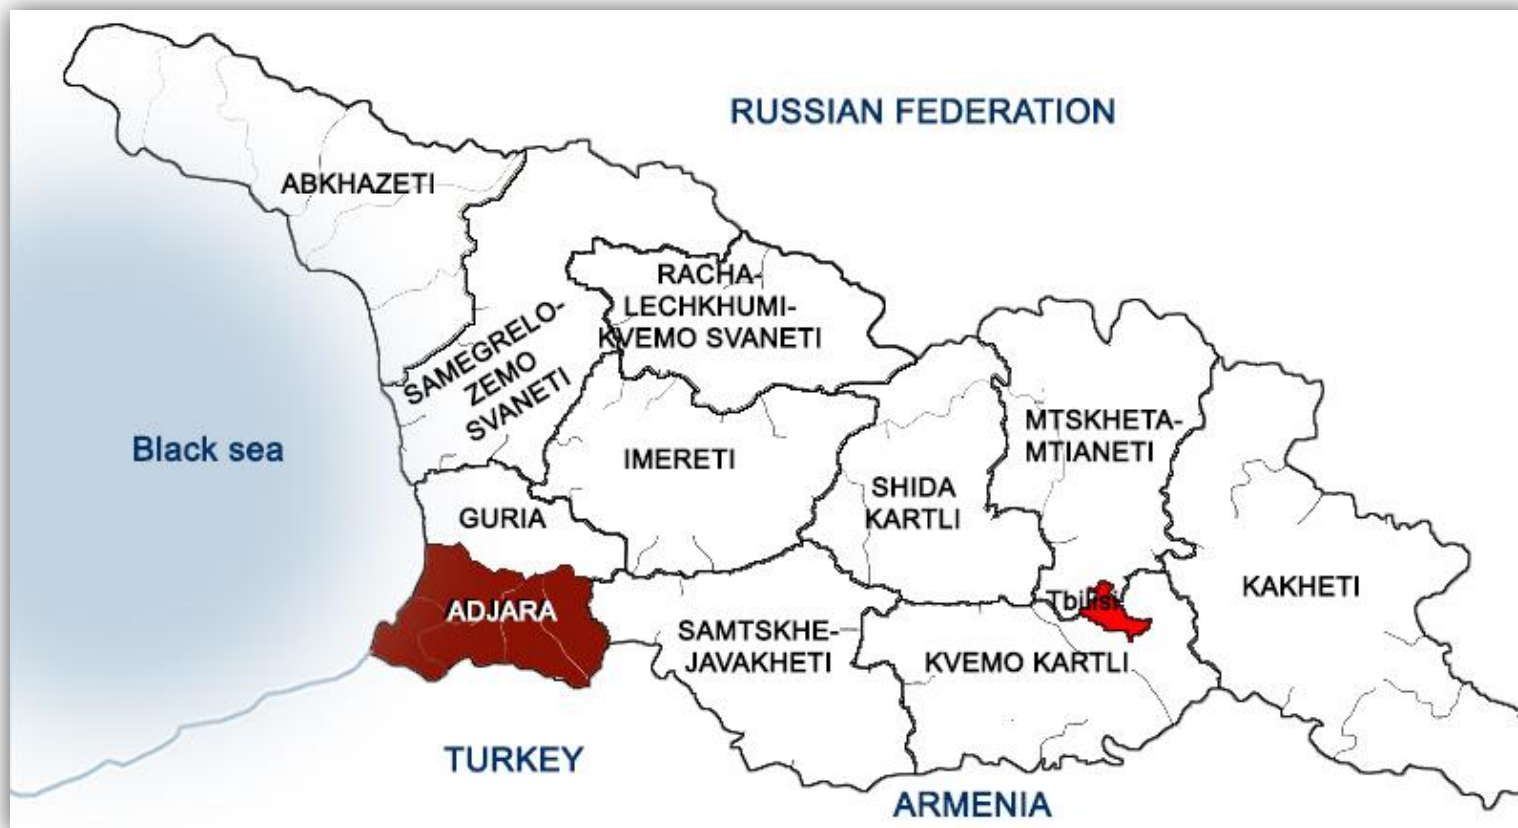 RUSSIAN FEDERATION
ABKHAZETI
RACHA-
LECHKHUMI-
KVEMO SVANETI
SAMEGRELO-
ZEMO
SVANETI
MTSKHETA-
MTIANETI
Black sea
IMERETI
SHIDA
KARTLI
GURIA
KAKHETI
Tbilisi
ADJARA
SAMTSKHE-
JAVAKHETI
KVEMO KARTLI
TURKEY
ARMENIA